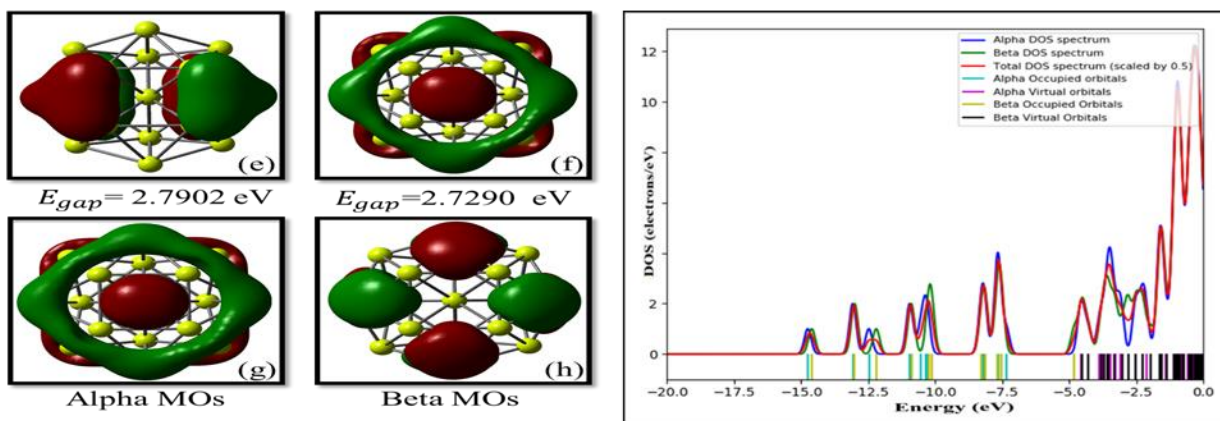 (e)
(f)
E_gap= 2.7902 eV
E_gap=2.7290 eV
(g)
(h)
Alpha MOs
Beta MOs
Alpha DOS spectrum
Beta DOS spectrum
Total DOS spectrum (scaled by 0.5)
Alpha Occupied orbitals
Alpha Virtual orbitals
Beta Occupied Orbitals
Beta Virtual Orbitals
DOS (electrons/eV)
12
10
2
0
−20.0 −17.5 −15.0 −12.5 −10.0 −7.5 −5.0 −2.5 0.0
Energy (eV)